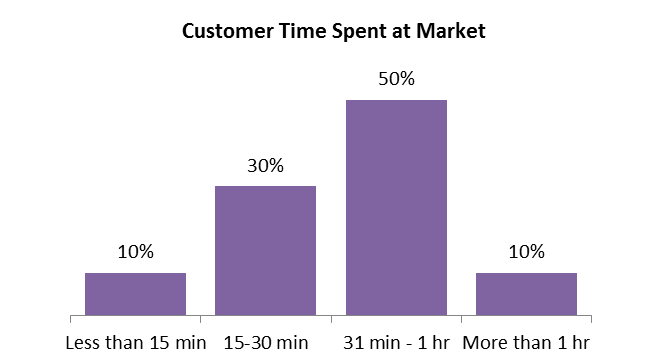 Customer Time Spent at Market
50%
30%
10%
10%
Less than 15 min
15-30 min
31 min - 1 hr
More than 1 hr